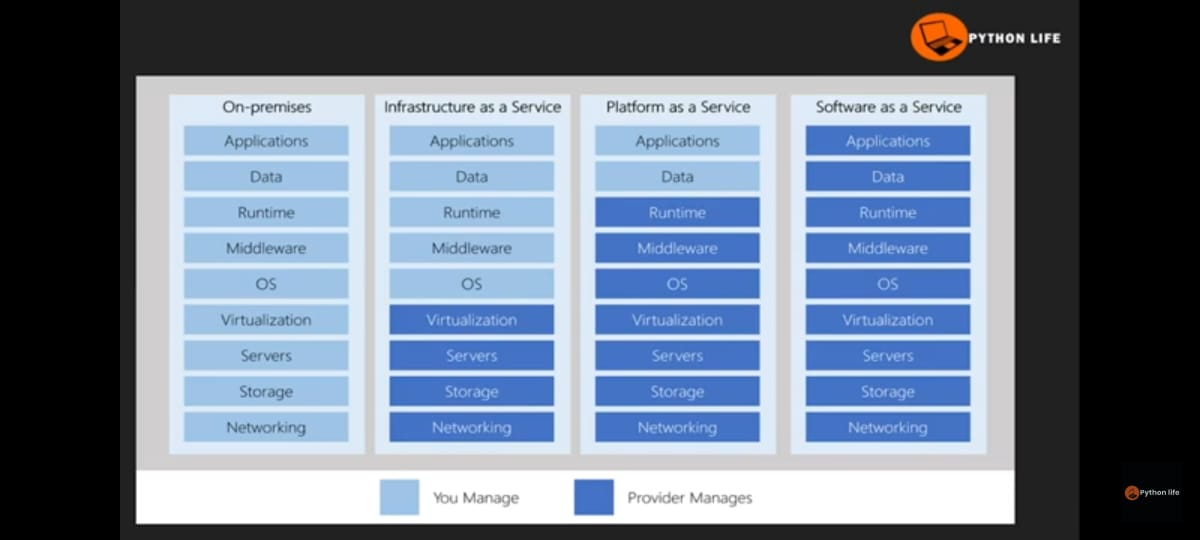 PYTHON LIFE
On-premises
Applications
Data
Runtime
Middleware
OS
Virtualization
Servers
Storage
Networking
Infrastructure as a Service
Applications
Data
Runtime
Middleware
OS
Virtualization
Servers
Storage
Networking
Platform as a Service
Applications
Data
Runtime
Middleware
OS
Virtualization
Servers
Storage
Networking
Software as a Service
Applications
Data
Runtime
Middleware
OS
Virtualization
Servers
Storage
Networking
You Manage
Provider Manages
Python life